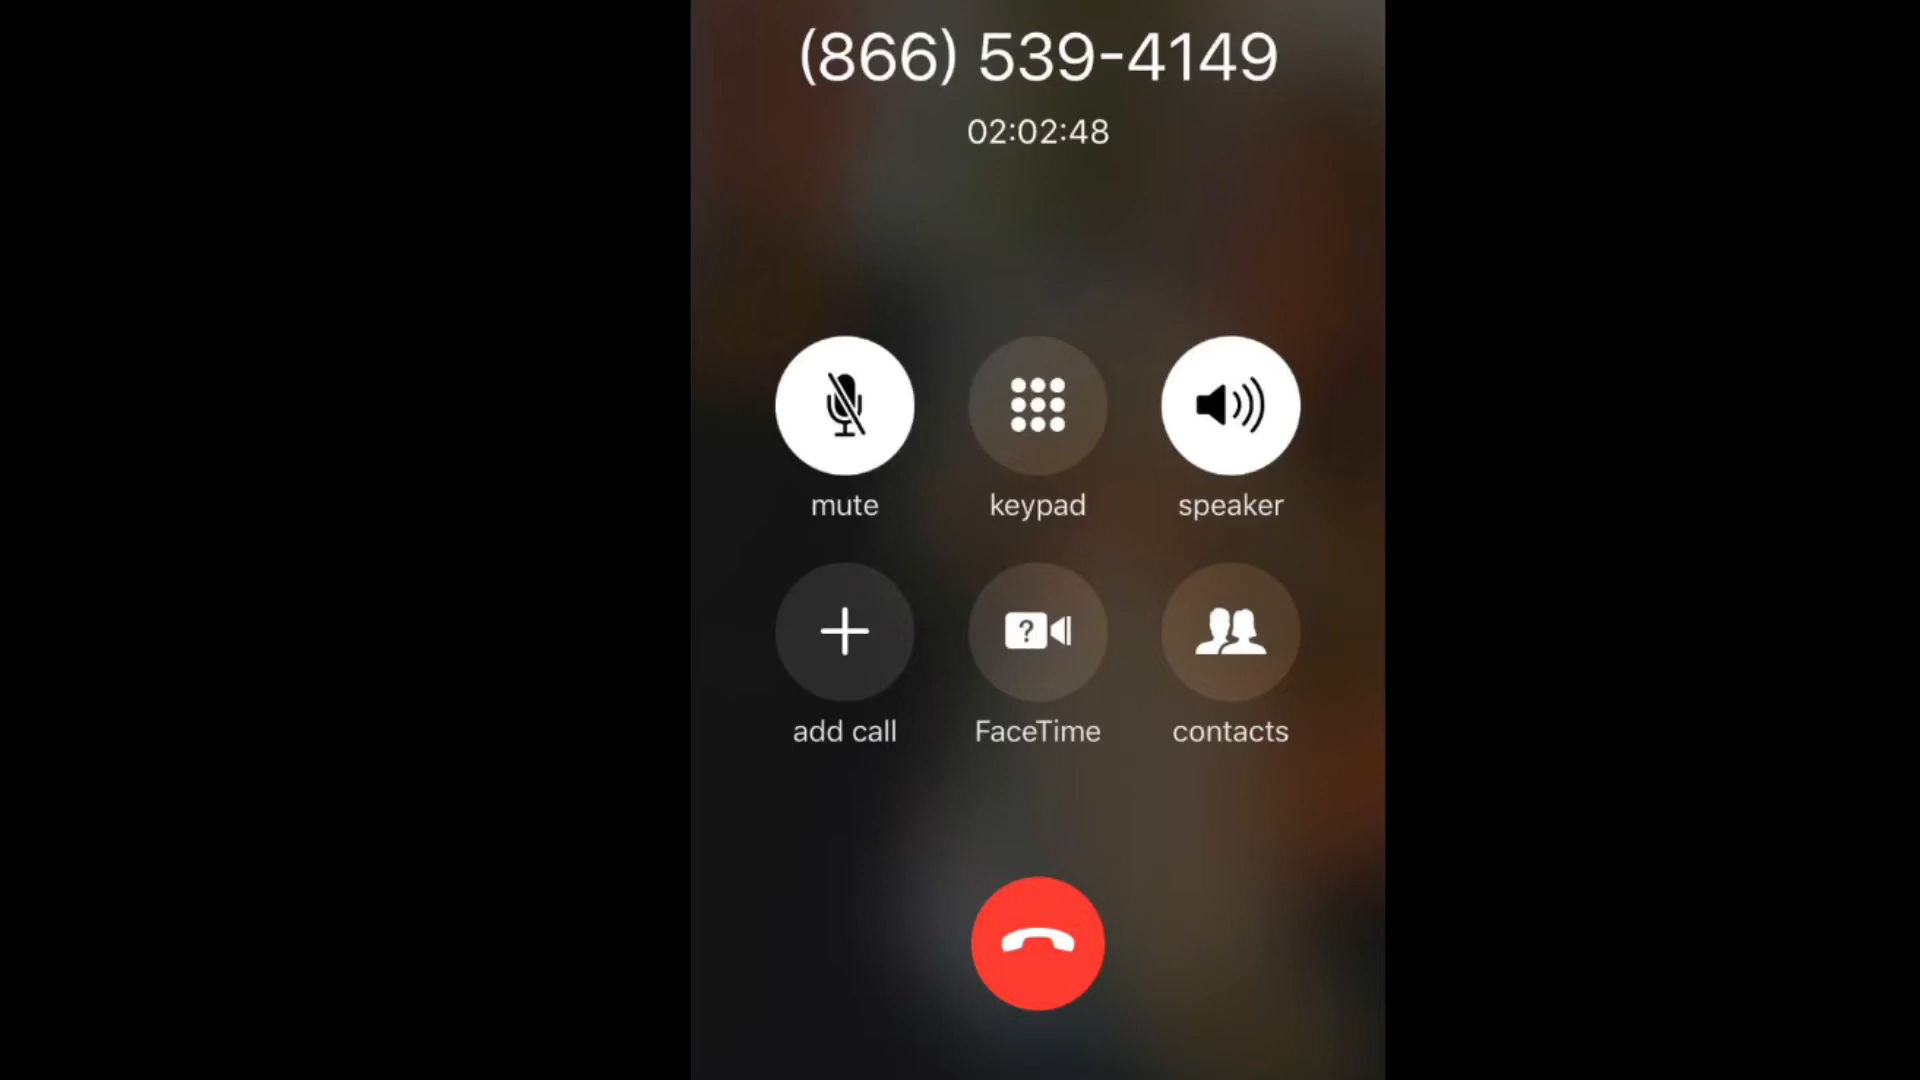 (866) 539-4149
02:02:48
mute keypad speaker
add call FaceTime contacts